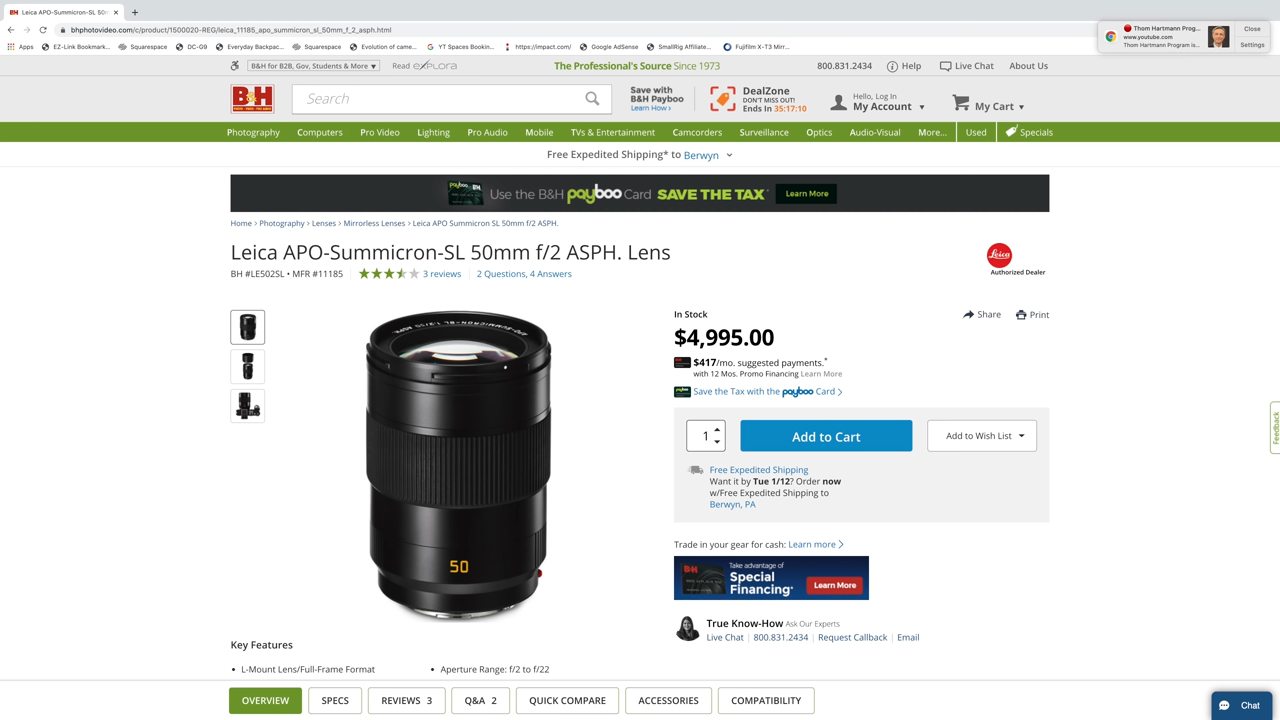 Leica APO-Summicron-SL 50m
bhphotovideo.com/c/product/1500020-REG/leica_11185_apo_summicron_sl_50mm_f_2_asph.html
Apps
EZ-Link Bookmark...
Squarespace
DC-G9
Everyday Backpac...
Squarespace
Evolution of came...
YT Spaces Bookin...
https://impact.com/
Google AdSense
SmallRig Affiliate...
Fujifilm X-T3 Mirr...
Thom Hartmann Prog...
www.youtube.com
Thom Hartmann Program is...
Close
Settings
B&H for B2B, Gov, Students & More
Read explora
The Professional's Source Since 1973
800.831.2434
Help
Live Chat
About Us
B&H
Search
Save with
B&H Payboo
Learn How ›
DealZone
DON'T MISS OUT!
Ends In 35:17:10
Hello, Log In
My Account
My Cart
Photography
Computers
Pro Video
Lighting
Pro Audio
Mobile
TVs & Entertainment
Camcorders
Surveillance
Optics
Audio-Visual
More...
Used
Specials
Free Expedited Shipping* to Berwyn
payboo Use the B&H payboo Card SAVE THE TAX* Learn More
Home › Photography › Lenses › Mirrorless Lenses › Leica APO Summicron SL 50mm f/2 ASPH.
Leica APO-Summicron-SL 50mm f/2 ASPH. Lens
BH #LE502SL • MFR #11185
3 reviews
2 Questions, 4 Answers
Leica
Authorized Dealer
50
In Stock
Share
Print
$4,995.00
$417/mo. suggested payments.*
with 12 Mos. Promo Financing Learn More
Save the Tax with the payboo Card
1
Add to Cart
Add to Wish List
Free Expedited Shipping
Want it by Tue 1/12? Order now
w/Free Expedited Shipping to
Berwyn, PA
Feedback
Trade in your gear for cash: Learn more
B&H
Take advantage of
Special
Financing*
Learn More
True Know-How Ask Our Experts
Live Chat | 800.831.2434 | Request Callback | Email
Key Features
• L-Mount Lens/Full-Frame Format
• Aperture Range: f/2 to f/22
OVERVIEW
SPECS
REVIEWS 3
Q&A 2
QUICK COMPARE
ACCESSORIES
COMPATIBILITY
Chat